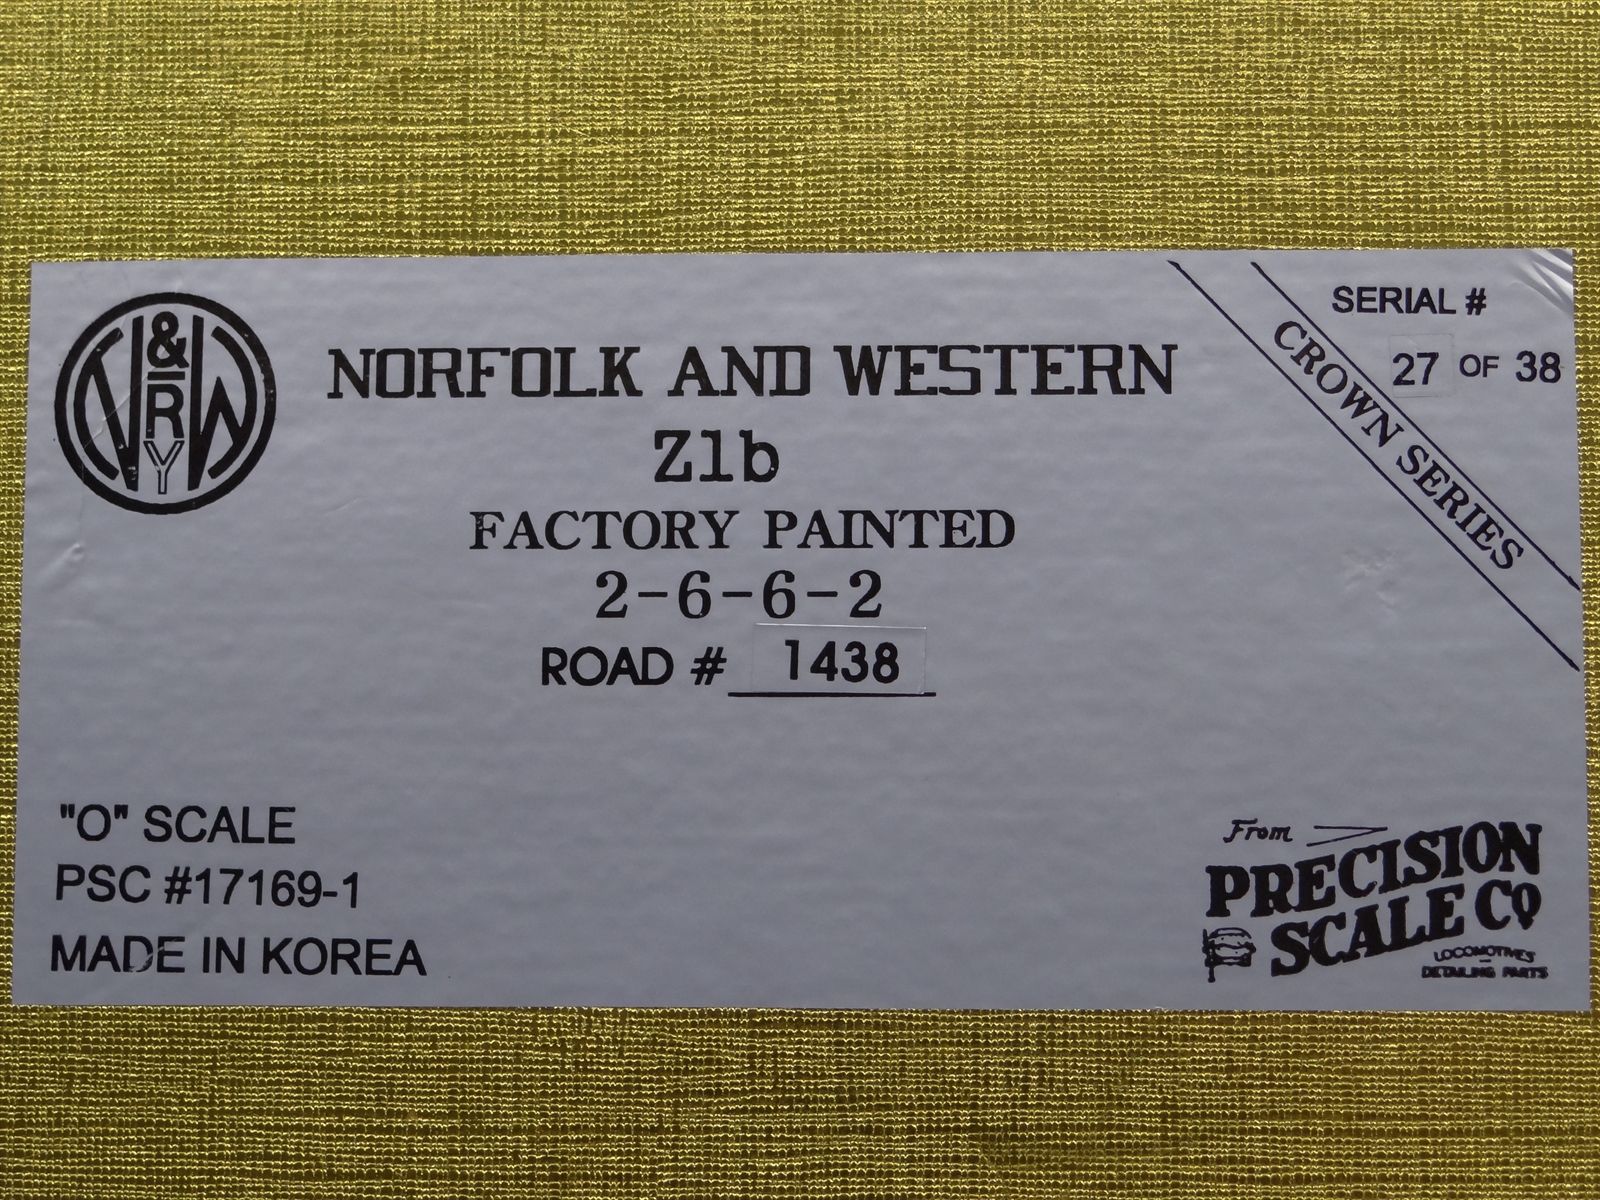 N&W
RY
NORFOLK AND WESTERN
Z1b
FACTORY PAINTED
2-6-6-2
ROAD # 1438
SERIAL #
27 OF 38
CROWN SERIES
"O" SCALE
PSC #17169-1
MADE IN KOREA
From
PRECISION
SCALE CO
LOCOMOTIVES
DETAILING PARTS